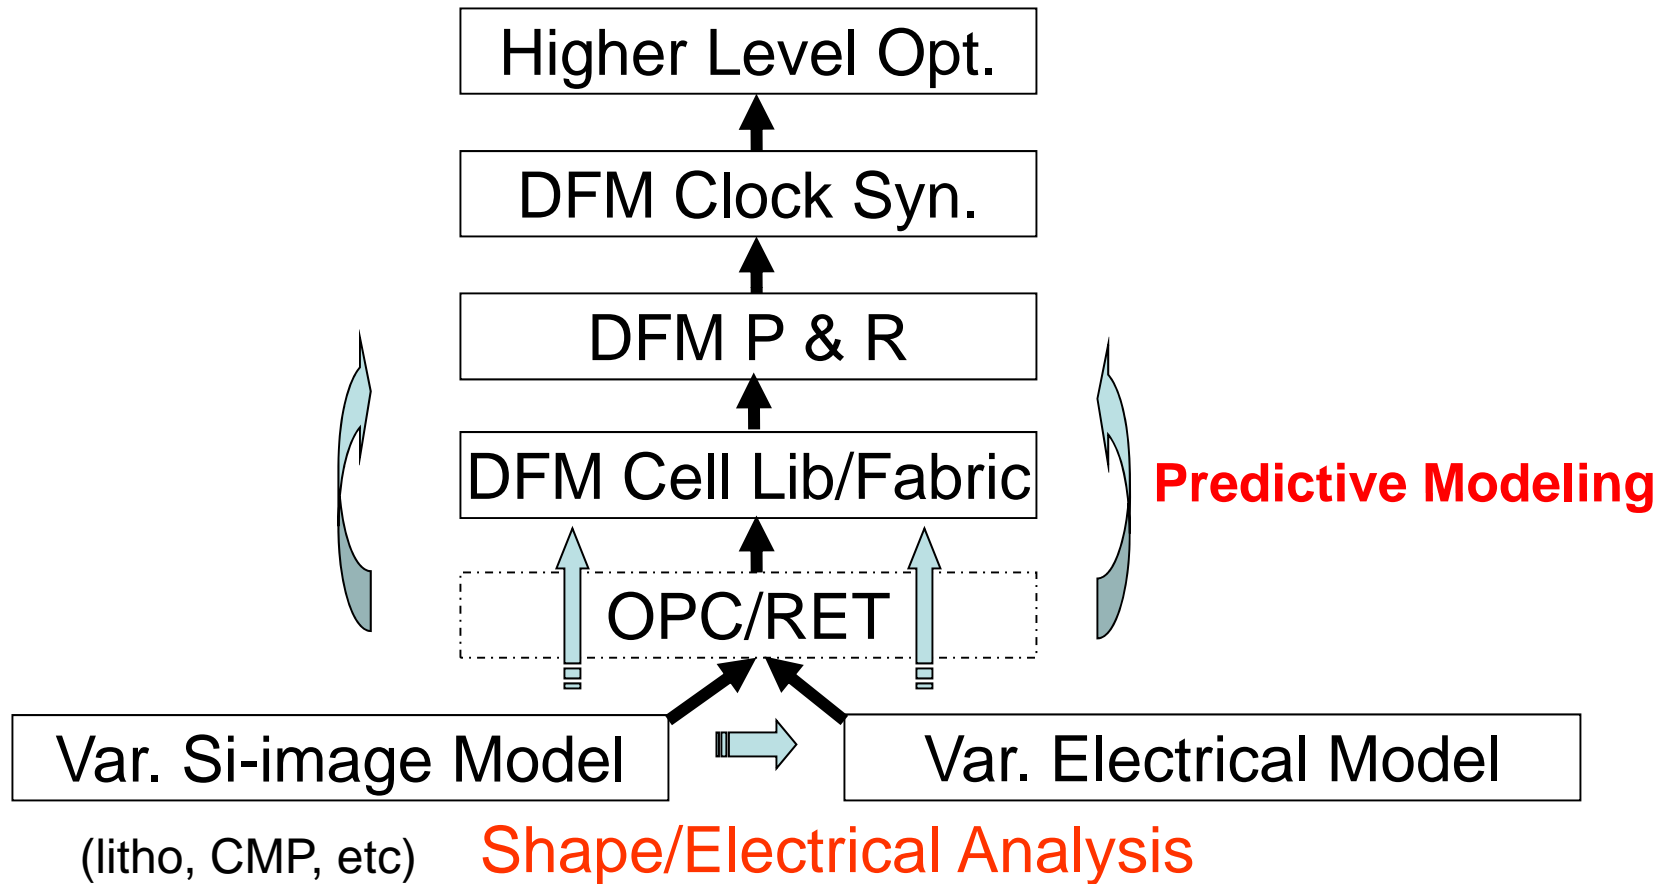 Higher Level Opt.
DFM Clock Syn.
DFM P & R
DFM Cell Lib/Fabric
Predictive Modeling
OPC/RET
Var. Si-image Model
Var. Electrical Model
(litho, CMP, etc)
Shape/Electrical Analysis